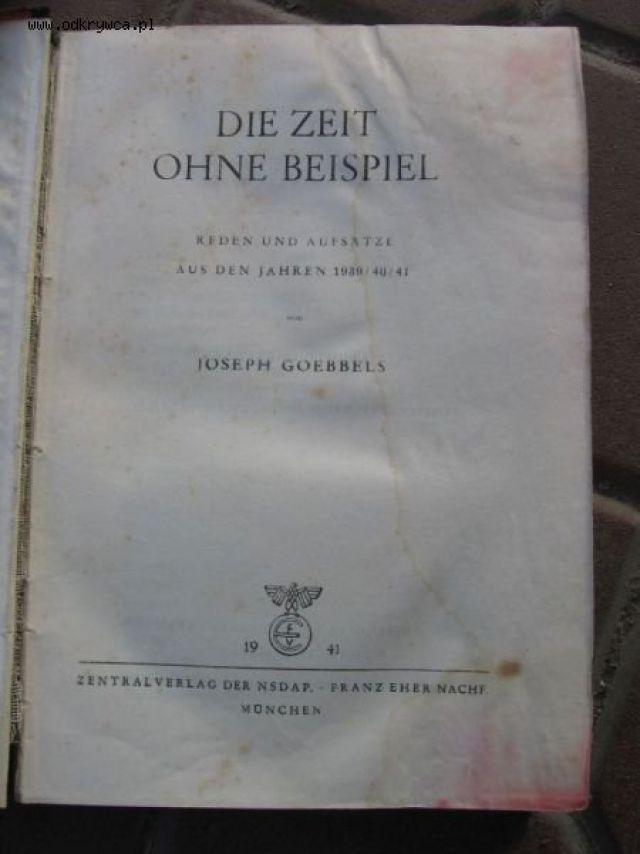 www.odkrywca.pl
DIE ZEIT
OHNE BEISPIEL
REDEN UND AUFSÄTZE
AUS DEN JAHREN 1939/40/41
VON
JOSEPH GOEBBELS
F
V
19 41
ZENTRALVERLAG DER NSDAP. - FRANZ EHER NACHF.
MÜNCHEN